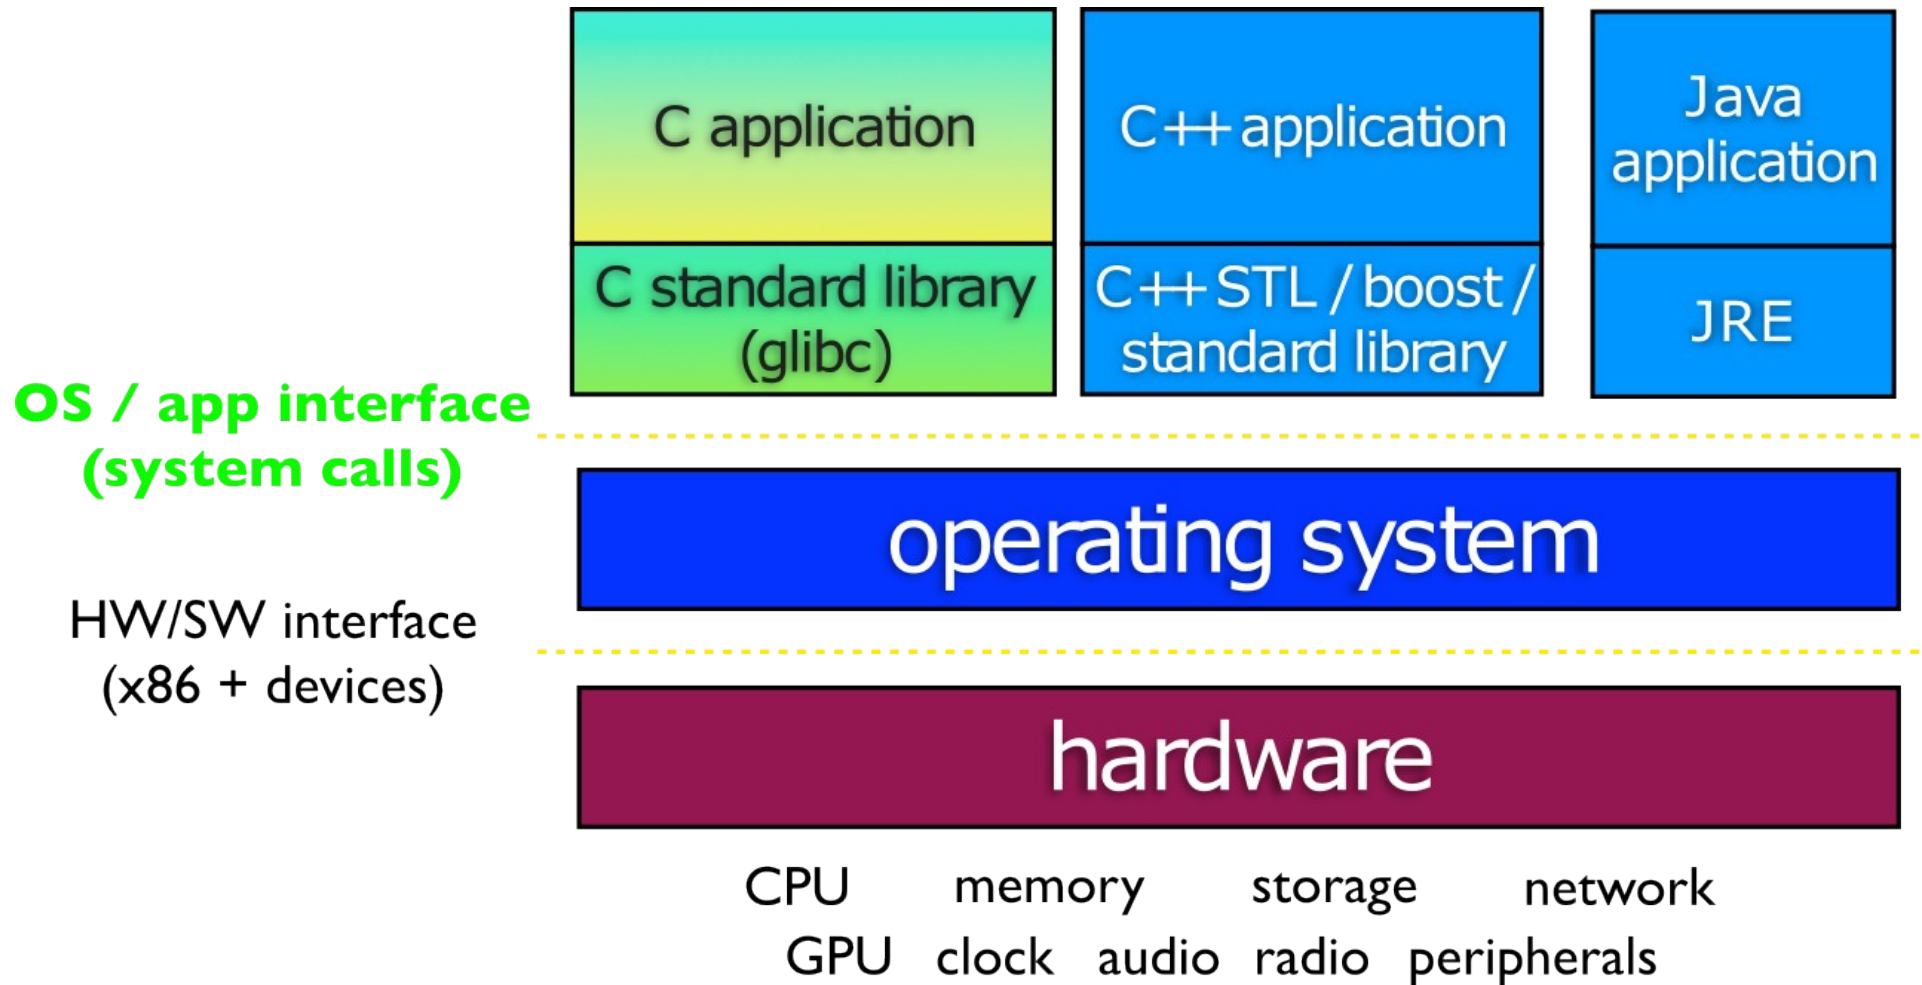 C application
C++ application
Java
application
C standard library
(glibc)
C++ STL / boost /
standard library
JRE
OS / app interface
(system calls)
operating system
HW/SW interface
(x86 + devices)
hardware
CPU memory storage network
GPU clock audio radio peripherals